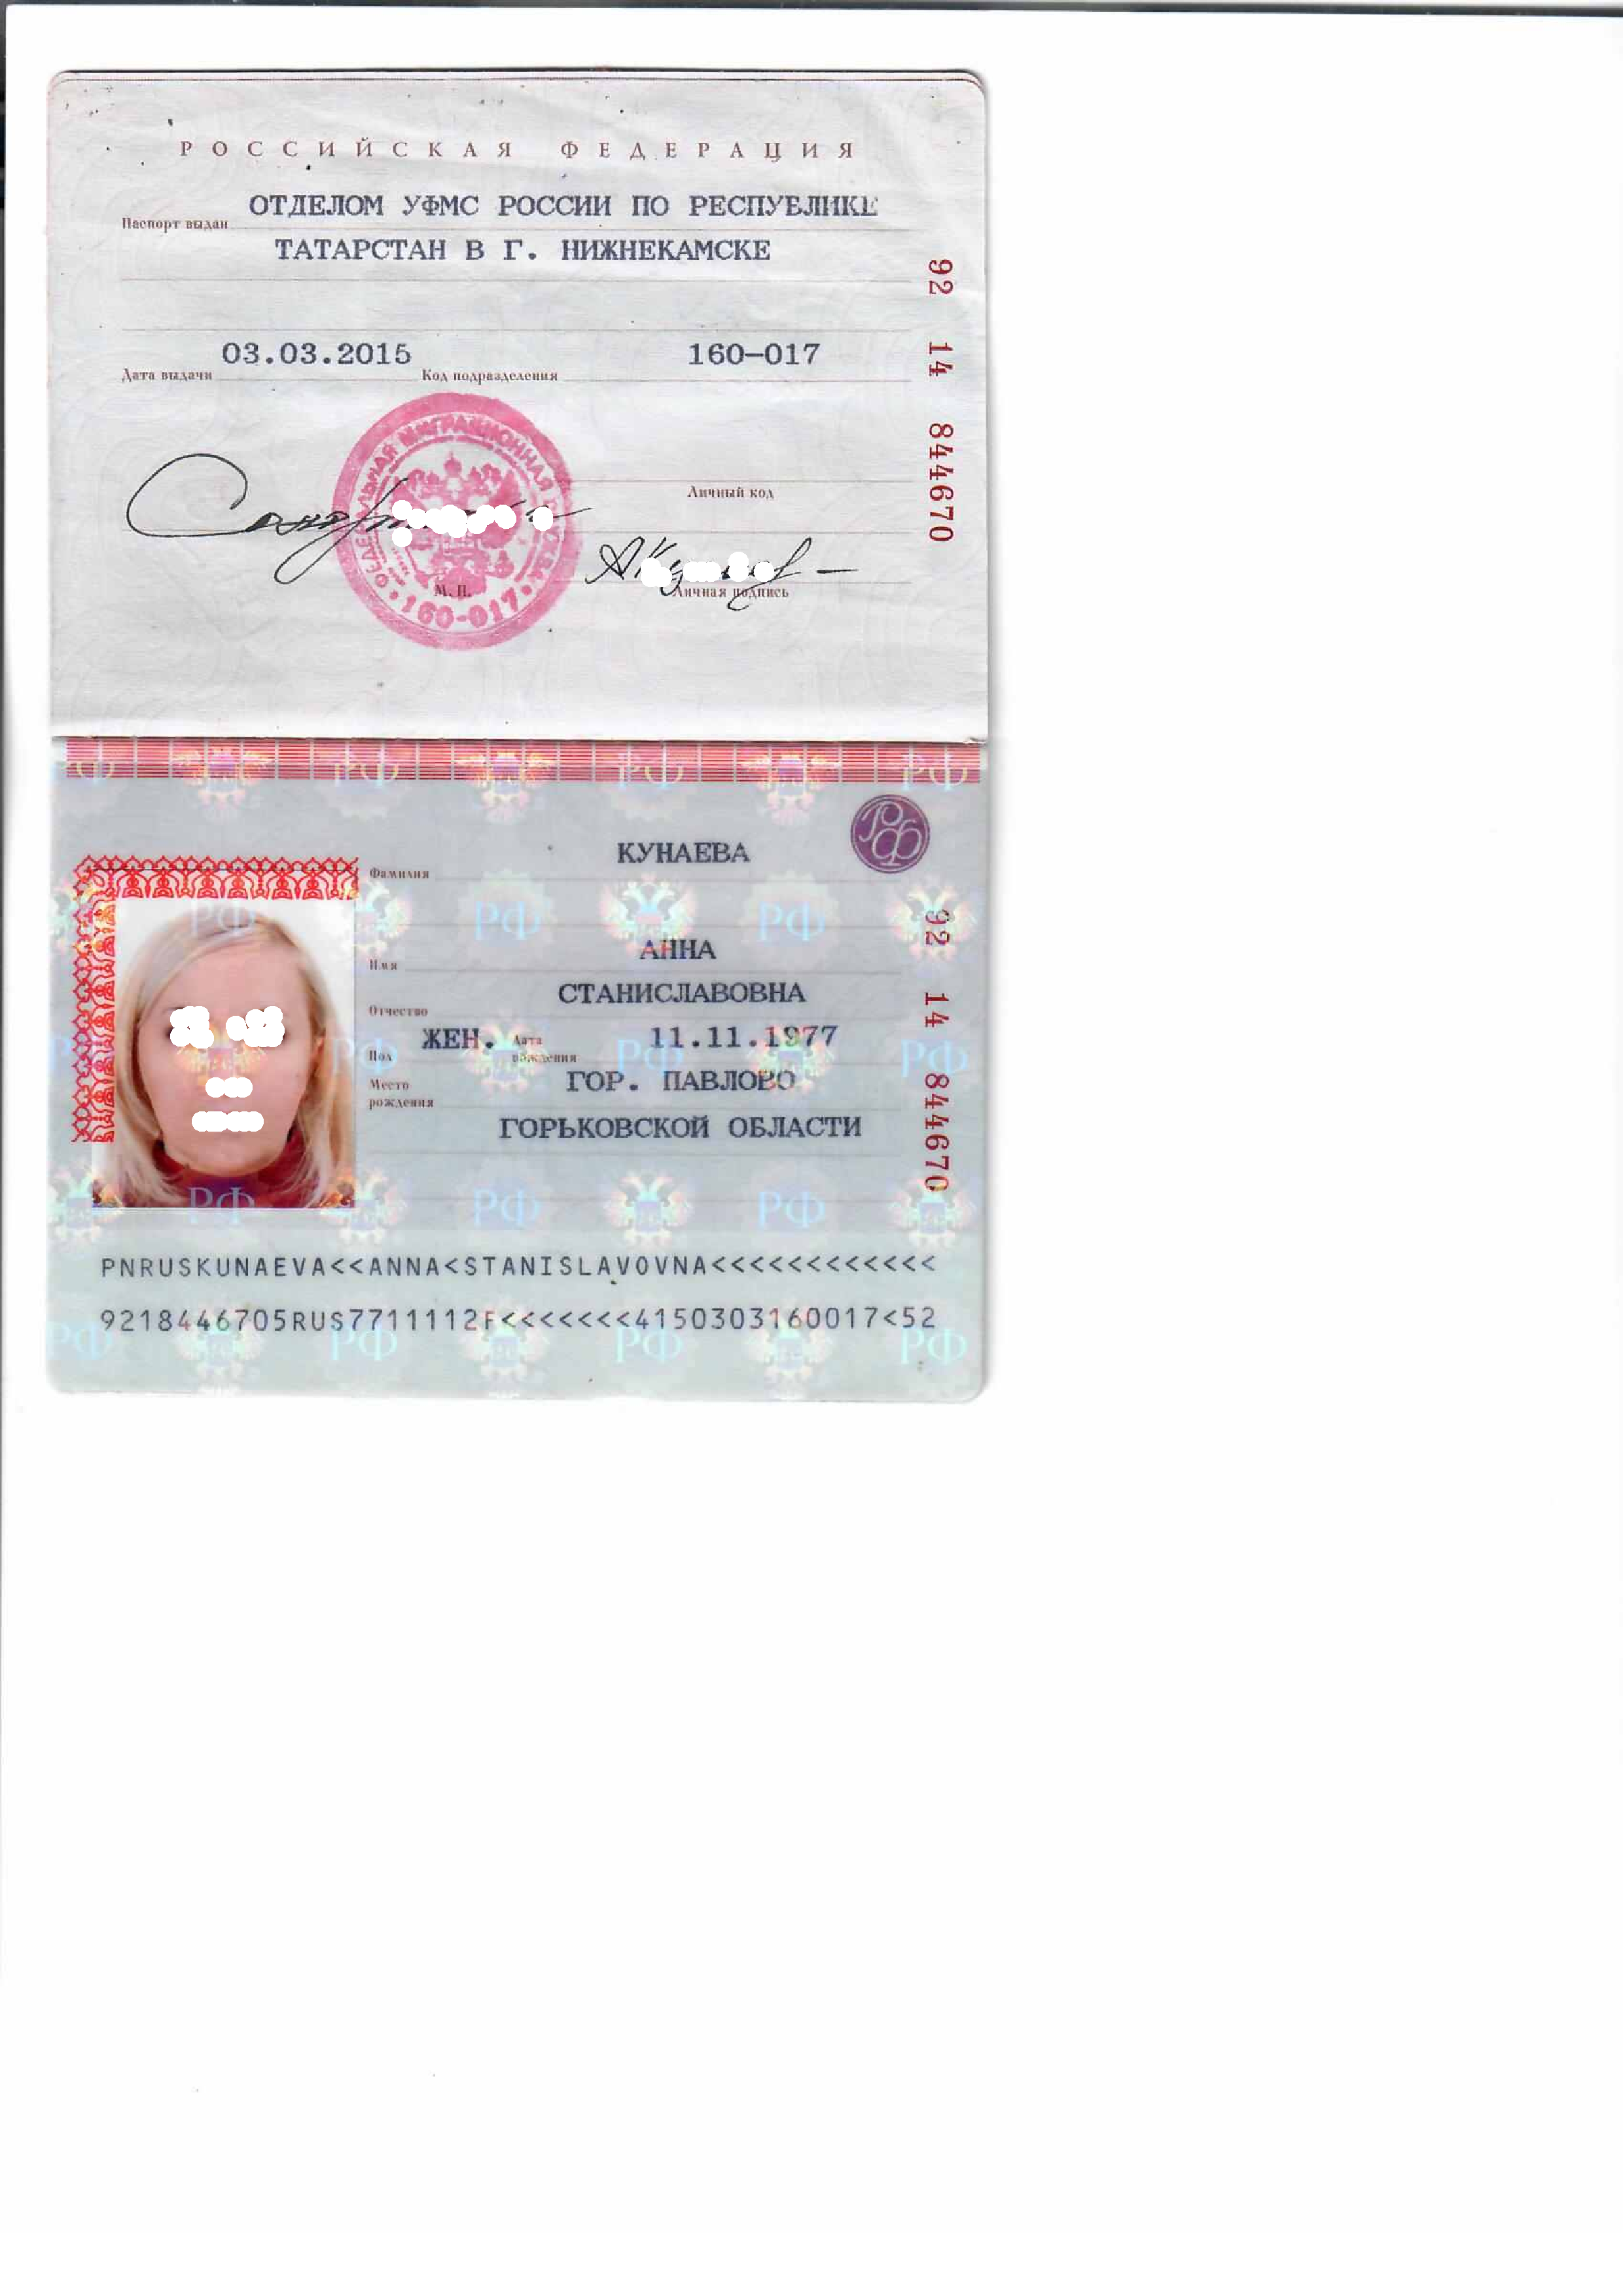 РОССИЙСКАЯ ФЕДЕРАЦИЯ
Паспорт выдан ОТДЕЛОМ УФМС РОССИИ ПО РЕСПУБЛИКЕ
ТАТАРСТАН В Г. НИЖНЕКАМСКЕ
Дата выдачи 03.03.2015 Код подразделения 160-017
92 14 844670
ФЕДЕРАЛЬНАЯ МИГРАЦИОННАЯ СЛУЖБА
160-017
Личный код
М. П.
Личная подпись
РФ
Фамилия КУНАЕВА
Имя АННА
Отчество СТАНИСЛАВОВНА
Пол ЖЕН. Дата рождения 11.11.1977
Место рождения ГОР. ПАВЛОВО
ГОРЬКОВСКОЙ ОБЛАСТИ
92 14 844670
PNRUSKUNAEVA<<ANNA<STANISLAVOVNA<<<<<<<<<<<<
9218446705RUS7711112F<<<<<<<4150303160017<52